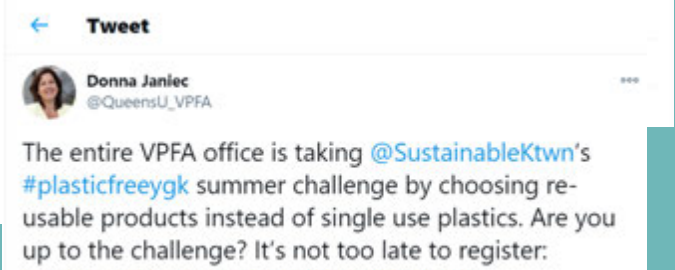 Tweet
Donna Janiec
@QueensU_VPFA
The entire VPFA office is taking @SustainableKtwn's
#plasticfreeygk summer challenge by choosing re-
usable products instead of single use plastics. Are you
up to the challenge? It's not too late to register: